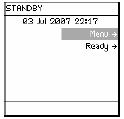 STANDBY
03 Jul 2007 22:17
Menu →
Ready →